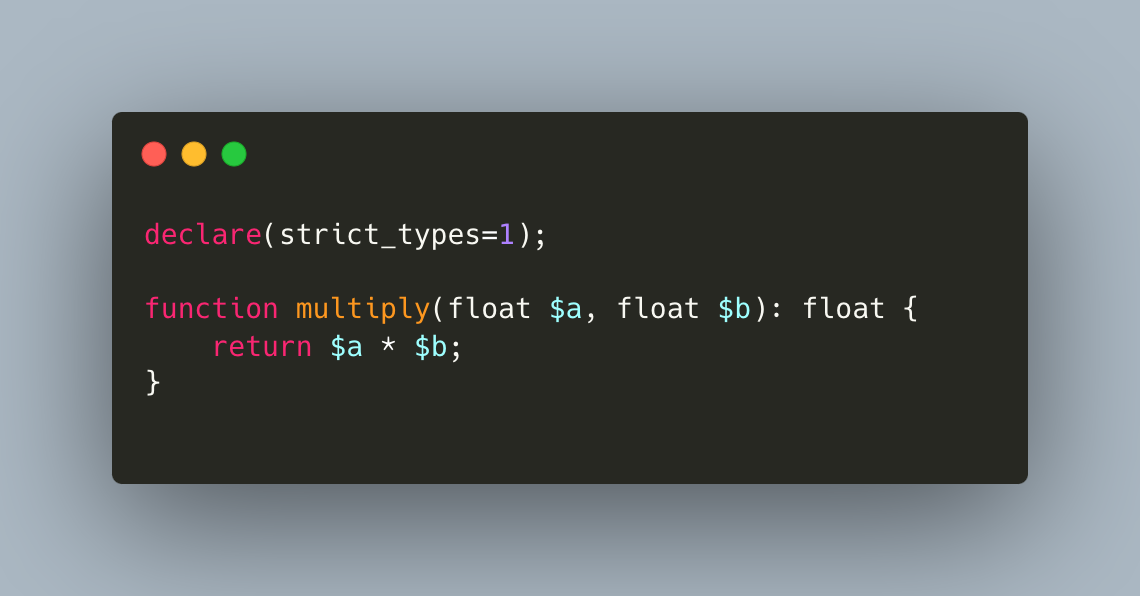 declare(strict_types=1);

function multiply(float $a, float $b): float {
    return $a * $b;
}